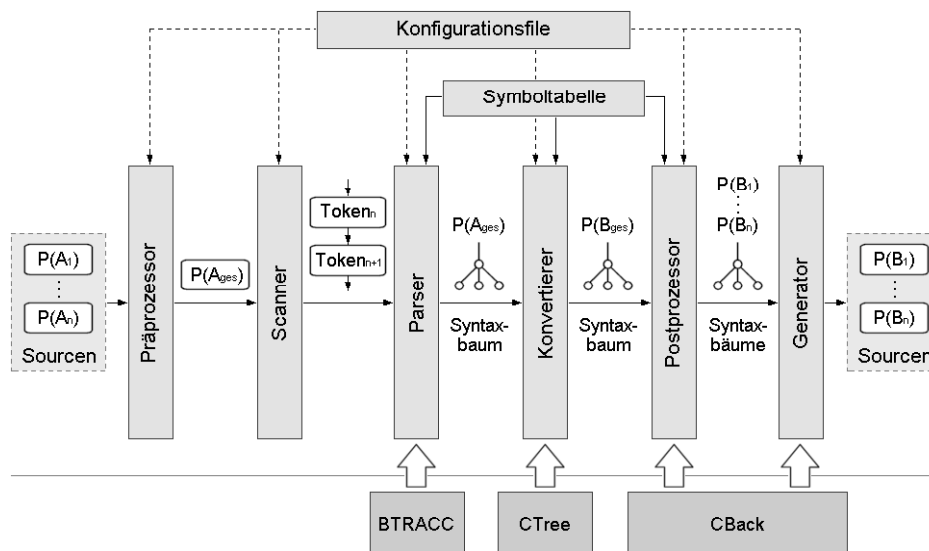 Konfigurationsfile
Symboltabelle
P(A1)
P(An)
Sourcen
Präprozessor
P(Ages)
Scanner
Tokenn
Tokenn+1
Parser
P(Ages)
Syntax-
baum
Konvertierer
P(Bges)
Syntax-
baum
Postprozessor
P(B1)
P(Bn)
Syntax-
bäume
Generator
P(B1)
P(Bn)
Sourcen
BTRACC
CTree
CBack